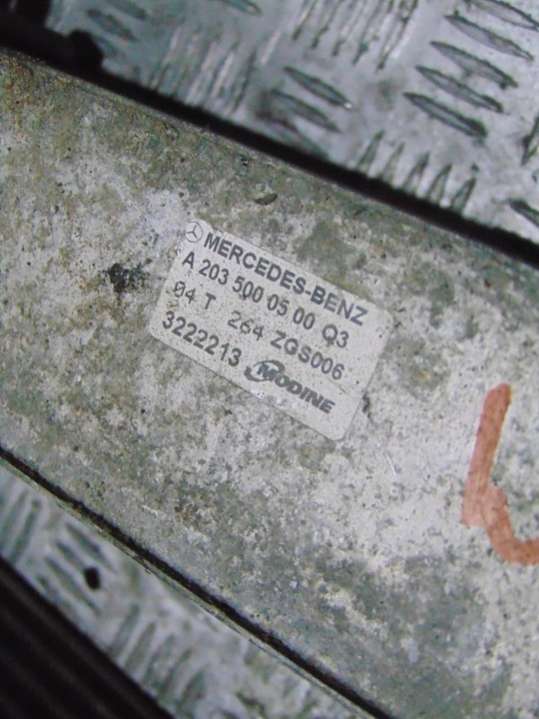 MERCEDES-BENZ
A 203 500 05 00 Q3
04 T 264 ZGS006
3222213 MODINE